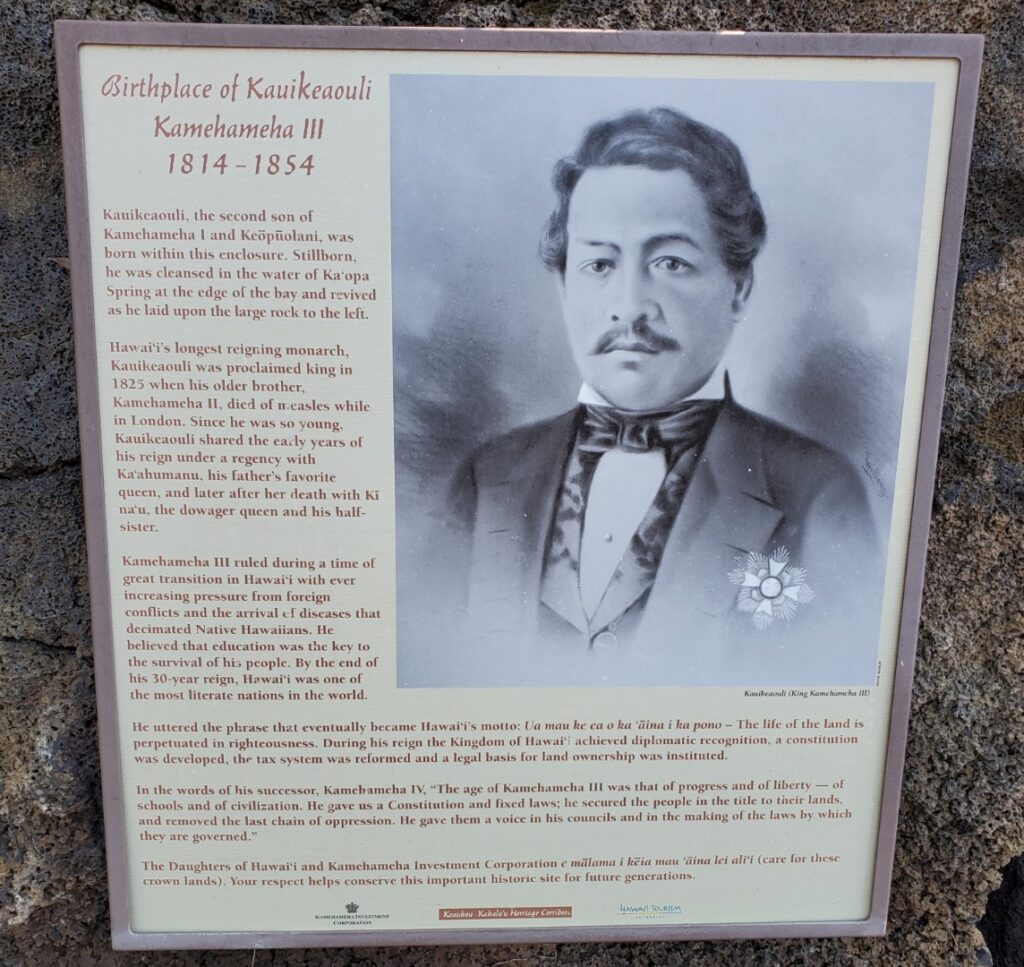 Birthplace of Kauikeaouli
Kamehameha III
1814 – 1854
Kauikeaouli, the second son of
Kamehameha I and Keōpūolani, was
born within this enclosure. Stillborn,
he was cleansed in the water of Ka‘opa
Spring at the edge of the bay and revived
as he laid upon the large rock to the left.
Hawai‘i’s longest reigning monarch,
Kauikeaouli was proclaimed king in
1825 when his older brother,
Kamehameha II, died of measles while
in London. Since he was so young,
Kauikeaouli shared the early years of
his reign under a regency with
Ka‘ahumanu, his father’s favorite
queen, and later after her death with Kī
na‘u, the dowager queen and his half-
sister.
Kamehameha III ruled during a time of
great transition in Hawai‘i with ever
increasing pressure from foreign
conflicts and the arrival of diseases that
decimated Native Hawaiians. He
believed that education was the key to
the survival of his people. By the end of
his 30-year reign, Hawai‘i was one of
the most literate nations in the world.
Kauikeaouli (King Kamehameha III)
He uttered the phrase that eventually became Hawai‘i’s motto: Ua mau ke ea o ka ‘āina i ka pono – The life of the land is
perpetuated in righteousness. During his reign the Kingdom of Hawai‘i achieved diplomatic recognition, a constitution
was developed, the tax system was reformed and a legal basis for land ownership was instituted.
In the words of his successor, Kamehameha IV, “The age of Kamehameha III was that of progress and of liberty — of
schools and of civilization. He gave us a Constitution and fixed laws; he secured the people in the title to their lands,
and removed the last chain of oppression. He gave them a voice in his councils and in the making of the laws by which
they are governed.”
The Daughters of Hawai‘i and Kamehameha Investment Corporation e mālama i kēia mau ‘āina lei ali‘i (care for these
crown lands). Your respect helps conserve this important historic site for future generations.
KAMEHAMEHA INVESTMENT
CORPORATION
Keauhou - Kahalu‘u Heritage Corridor
HAWAI‘I TOURISM
AUTHORITY